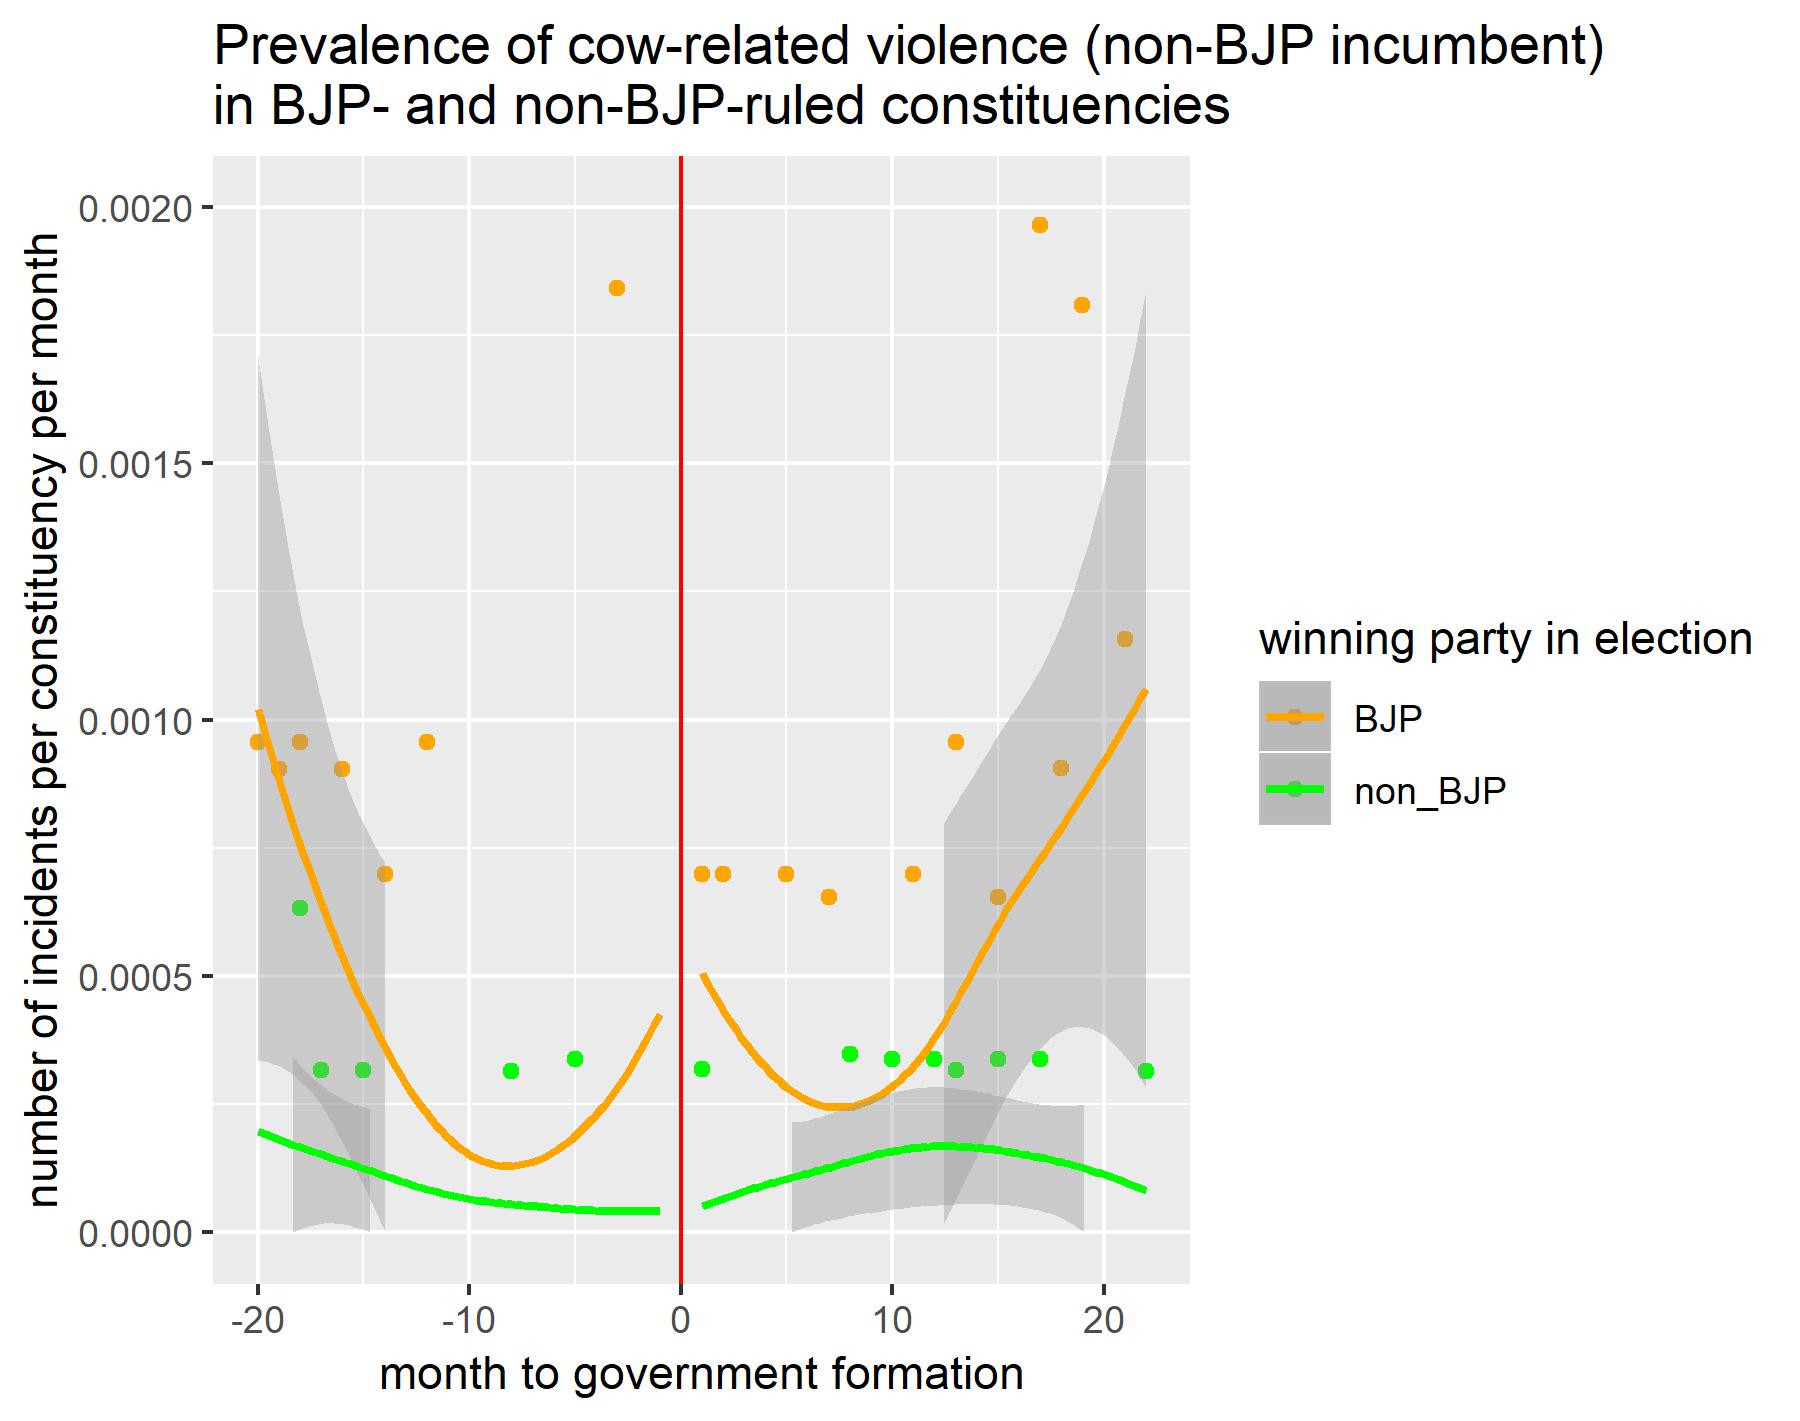 Prevalence of cow-related violence (non-BJP incumbent)
in BJP- and non-BJP-ruled constituencies
number of incidents per constituency per month
0.0020
0.0015
0.0010
0.0005
0.0000
-20
-10
0
10
20
month to government formation
winning party in election
BJP
non_BJP